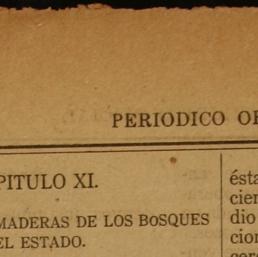 PERIODICO OF
PITULO XI.
MADERAS DE LOS BOSQUES
EL ESTADO.
ésta
cien
dio
cion